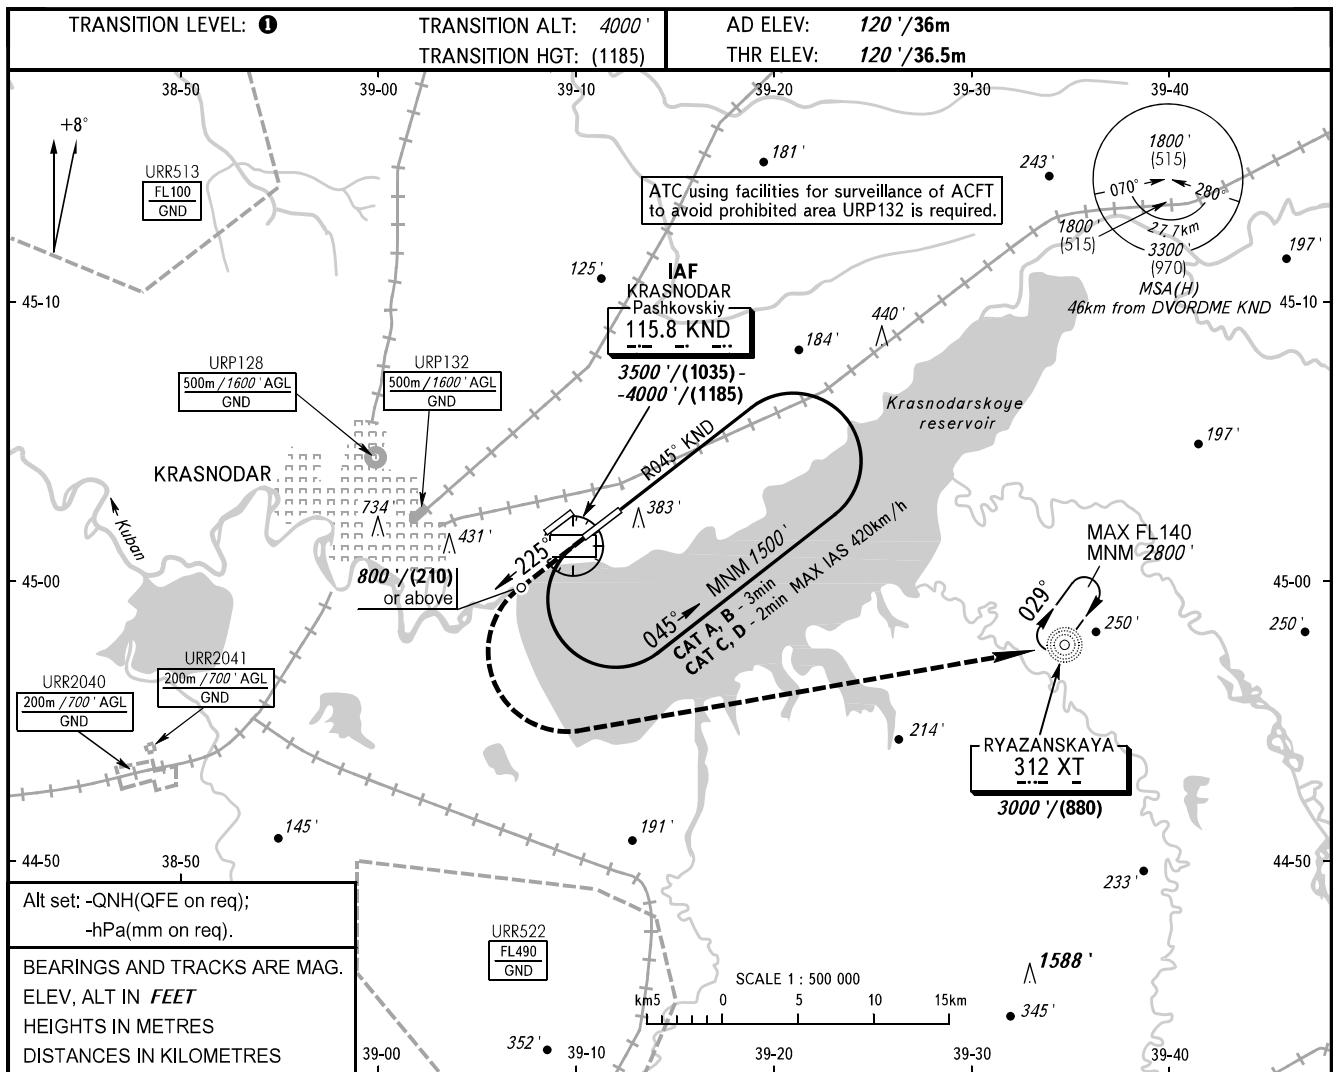 TRANSITION LEVEL: ❶
TRANSITION ALT: 4000 '
TRANSITION HGT: (1185)
AD ELEV: 120 '/36m
THR ELEV: 120 '/36.5m
38-50
39-00
39-10
39-20
39-30
39-40
+8°
URR513
FL100
GND
181 '
243 '
ATC using facilities for surveillance of ACFT
to avoid prohibited area URP132 is required.
1800 '
(515)
070°
280°
1800 '
(515)
27.7km
3300 '
(970)
MSA(H)
46km from DVORDME KND
197 '
45-10
45-10
125 '
IAF
KRASNODAR
Pashkovskiy
115.8 KND
3500 '/(1035) -
-4000 '/(1185)
440 '
184 '
URP128
500m / 1600 ' AGL
GND
URP132
500m / 1600 ' AGL
GND
Krasnodarskoye
reservoir
197 '
R045° KND
KRASNODAR
734 '
431 '
383 '
Kuban
225°
800 '/(210)
or above
045°
MNM 1500 '
CAT A, B - 3min
CAT C, D - 2min MAX IAS 420km/h
MAX FL140
MNM 2800 '
029°
45-00
45-00
250 '
250 '
URR2041
200m / 700 ' AGL
GND
URR2040
200m / 700 ' AGL
GND
214 '
RYAZANSKAYA
312 XT
3000 '/(880)
145 '
191 '
44-50
38-50
44-50
233 '
Alt set: -QNH(QFE on req);
-hPa(mm on req).
BEARINGS AND TRACKS ARE MAG.
ELEV, ALT IN FEET
HEIGHTS IN METRES
DISTANCES IN KILOMETRES
URR522
FL490
GND
SCALE 1 : 500 000
km5 0 5 10 15km
1588 '
345 '
352 '
39-00
39-10
39-20
39-30
39-40